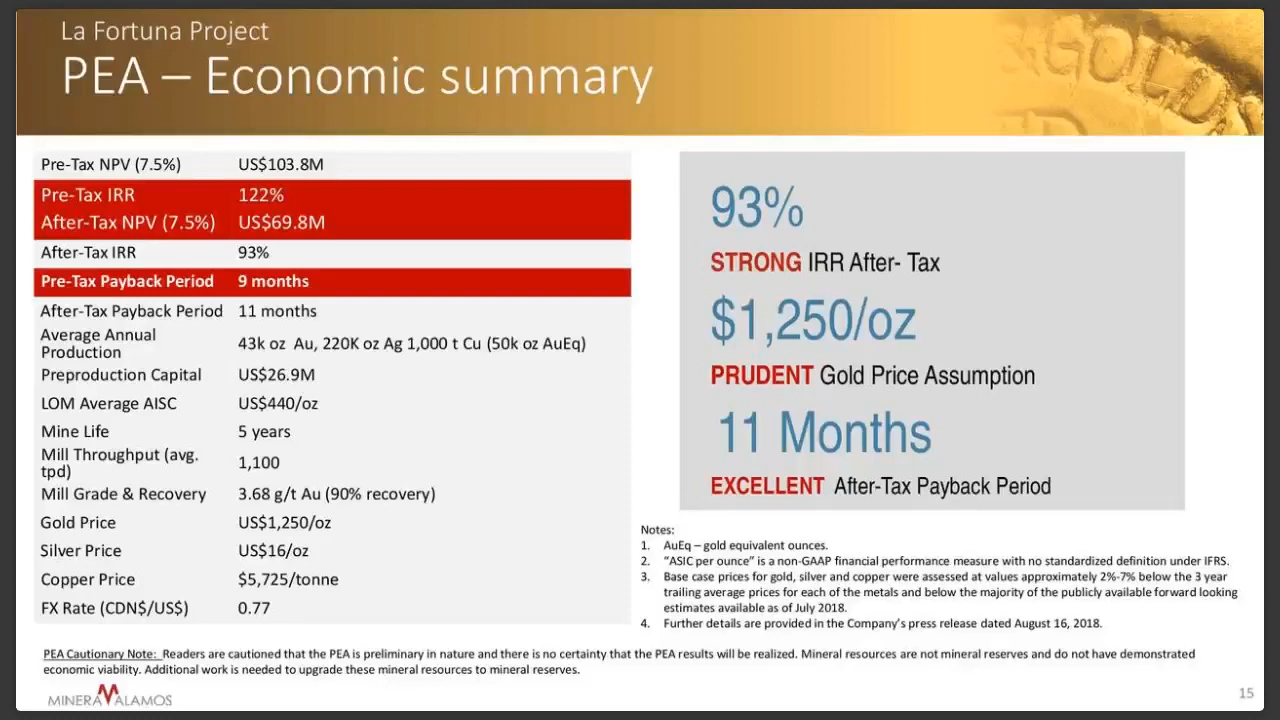 La Fortuna Project
PEA – Economic summary
GOLD
Pre-Tax NPV (7.5%) US$103.8M
Pre-Tax IRR 122%
After-Tax NPV (7.5%) US$69.8M
After-Tax IRR 93%
Pre-Tax Payback Period 9 months
After-Tax Payback Period 11 months
Average Annual
Production 43k oz Au, 220K oz Ag 1,000 t Cu (50k oz AuEq)
Preproduction Capital US$26.9M
LOM Average AISC US$440/oz
Mine Life 5 years
Mill Throughput (avg.
tpd) 1,100
Mill Grade & Recovery 3.68 g/t Au (90% recovery)
Gold Price US$1,250/oz
Silver Price US$16/oz
Copper Price $5,725/tonne
FX Rate (CDN$/US$) 0.77
93%
STRONG IRR After- Tax
$1,250/oz
PRUDENT Gold Price Assumption
11 Months
EXCELLENT After-Tax Payback Period
Notes:
1. AuEq – gold equivalent ounces.
2. “ASIC per ounce” is a non-GAAP financial performance measure with no standardized definition under IFRS.
3. Base case prices for gold, silver and copper were assessed at values approximately 2%-7% below the 3 year
trailing average prices for each of the metals and below the majority of the publicly available forward looking
estimates available as of July 2018.
4. Further details are provided in the Company’s press release dated August 16, 2018.
PEA Cautionary Note: Readers are cautioned that the PEA is preliminary in nature and there is no certainty that the PEA results will be realized. Mineral resources are not mineral reserves and do not have demonstrated
economic viability. Additional work is needed to upgrade these mineral resources to mineral reserves.
MINERA ALAMOS
15